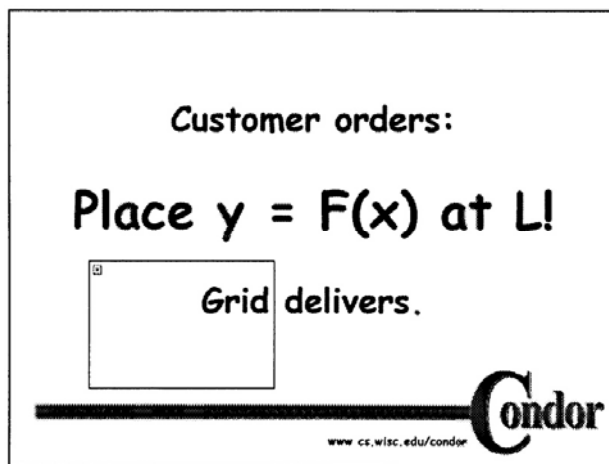 Customer orders:
Place y = F(x) at L!
Grid delivers.
Condor
www.cs.wisc.edu/condor